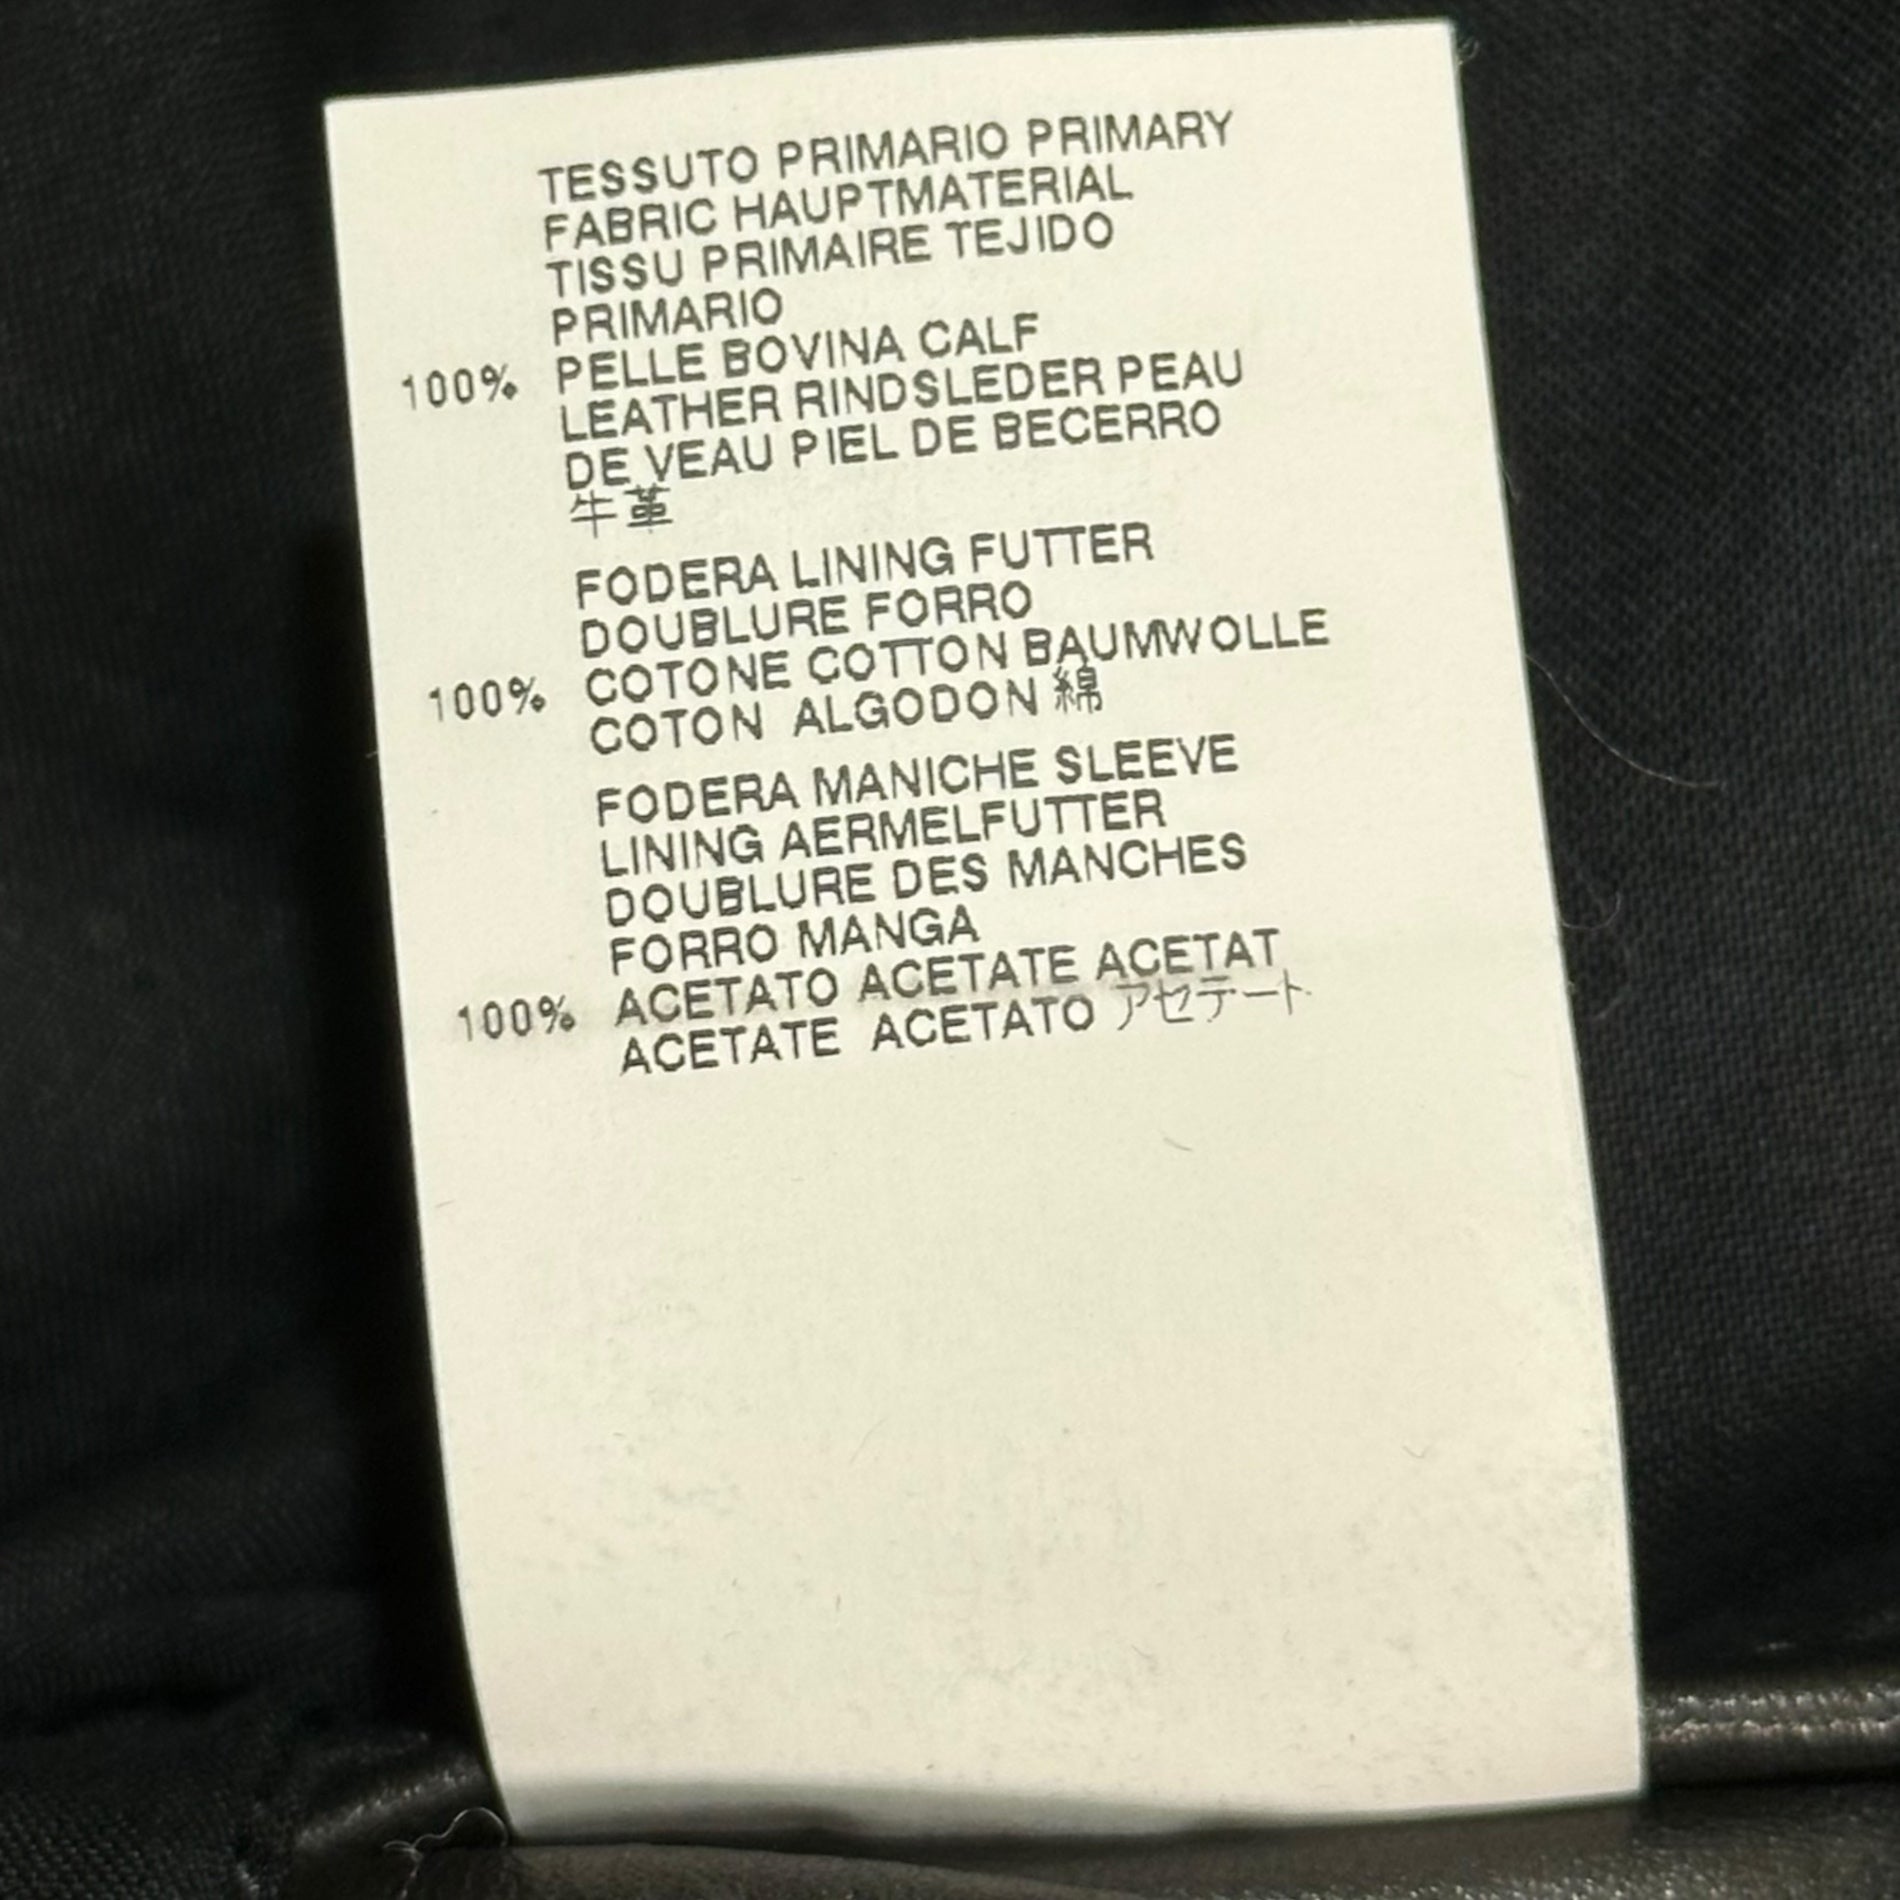 TESSUTO PRIMARIO PRIMARY
FABRIC HAUPTMATERIAL
TISSU PRIMAIRE TEJIDO
PRIMARIO
100% PELLE BOVINA CALF
LEATHER RINDSLEDER PEAU
DE VEAU PIEL DE BECERRO
牛革
FODERA LINING FUTTER
DOUBLURE FORRO
100% COTONE COTTON BAUMWOLLE
COTON ALGODON 綿
FODERA MANICHE SLEEVE
LINING AERMELFUTTER
DOUBLURE DES MANCHES
FORRO MANGA
100% ACETATO ACETATE ACETAT
ACETATE ACETATO アセテート